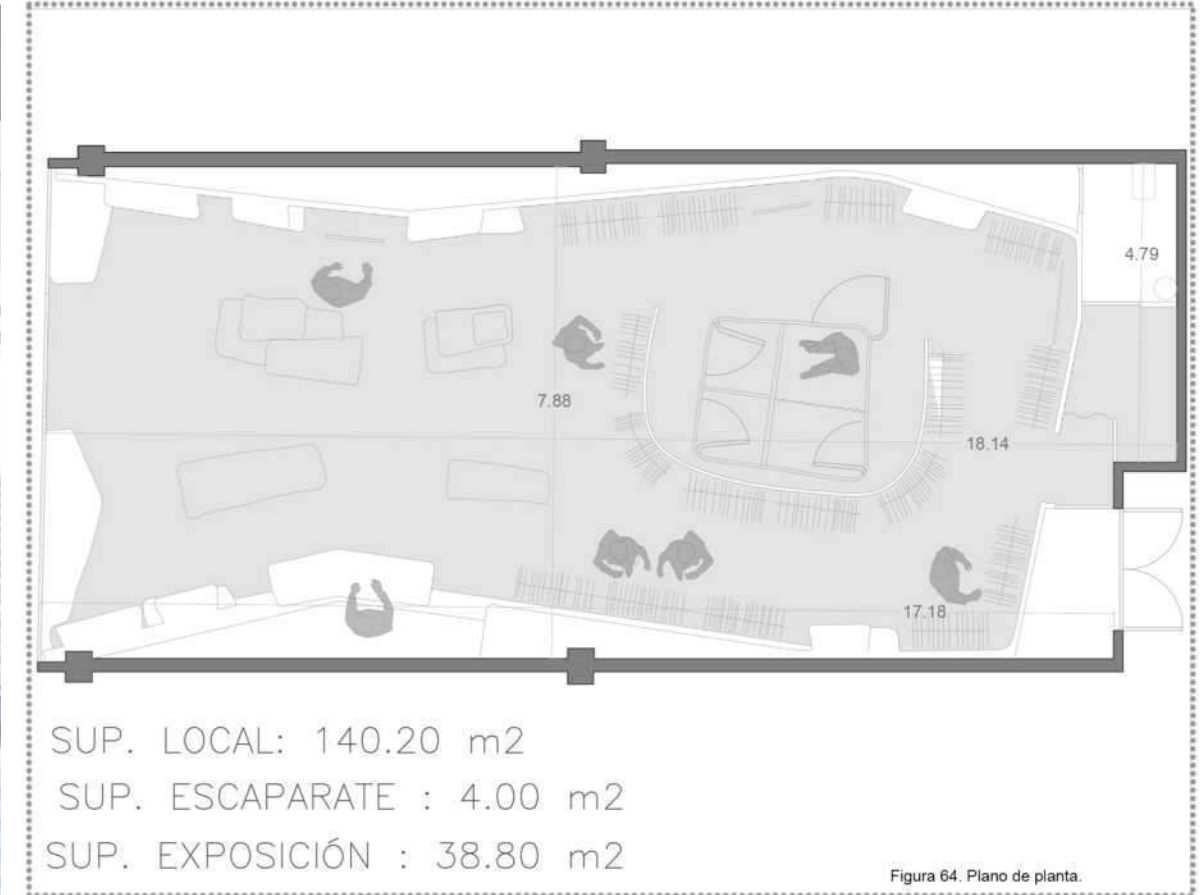 4.79
7.88
18.14
17.18
SUP. LOCAL: 140.20 m2
SUP. ESCAPARATE : 4.00 m2
SUP. EXPOSICIÓN : 38.80 m2
Figura 64. Plano de planta.